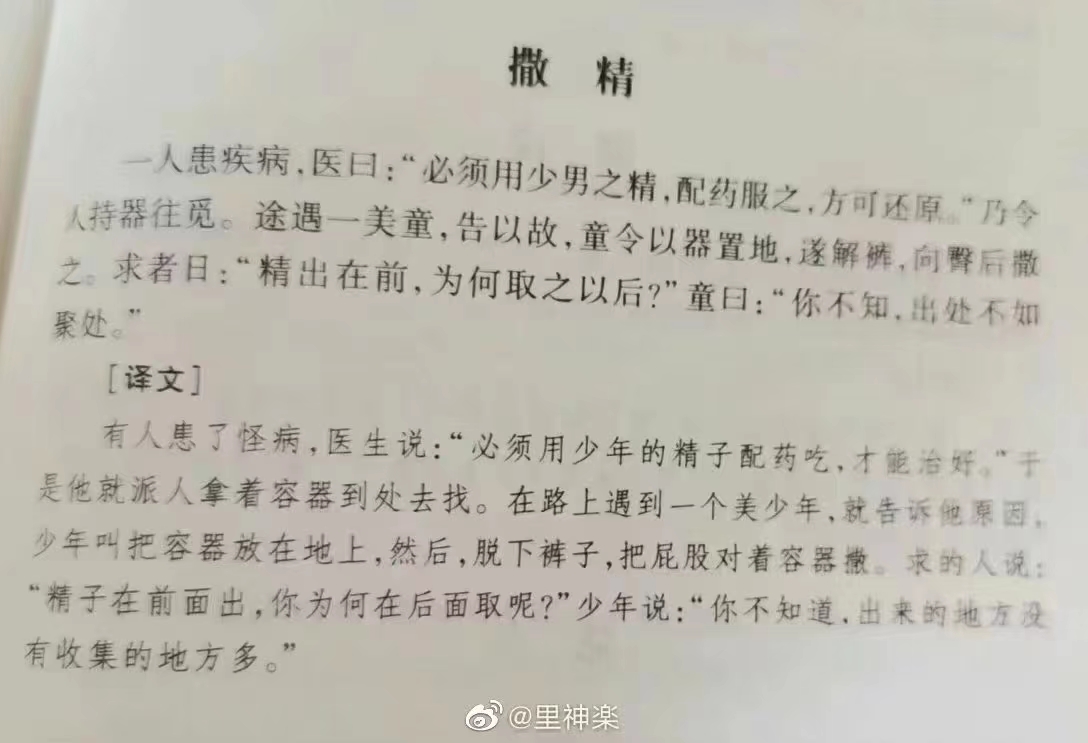 撒 精
一人患疾病，医曰：“必须用少男之精，配药服之，方可还原。”乃令
人持器往觅。途遇一美童，告以故，童令以器置地，遂解裤，向臀后撒
之。求者日：“精出在前，为何取之以后？”童曰：“你不知，出处不如
聚处。”
[译文]
有人患了怪病，医生说：“必须用少年的精子配药吃，才能治好。”于
是他就派人拿着容器到处去找。在路上遇到一个美少年，就告诉他原因，
少年叫把容器放在地上，然后，脱下裤子，把屁股对着容器撒。求的人说：
“精子在前面出，你为何在后面取呢？”少年说：“你不知道，出来的地方没
有收集的地方多。”
@里神楽